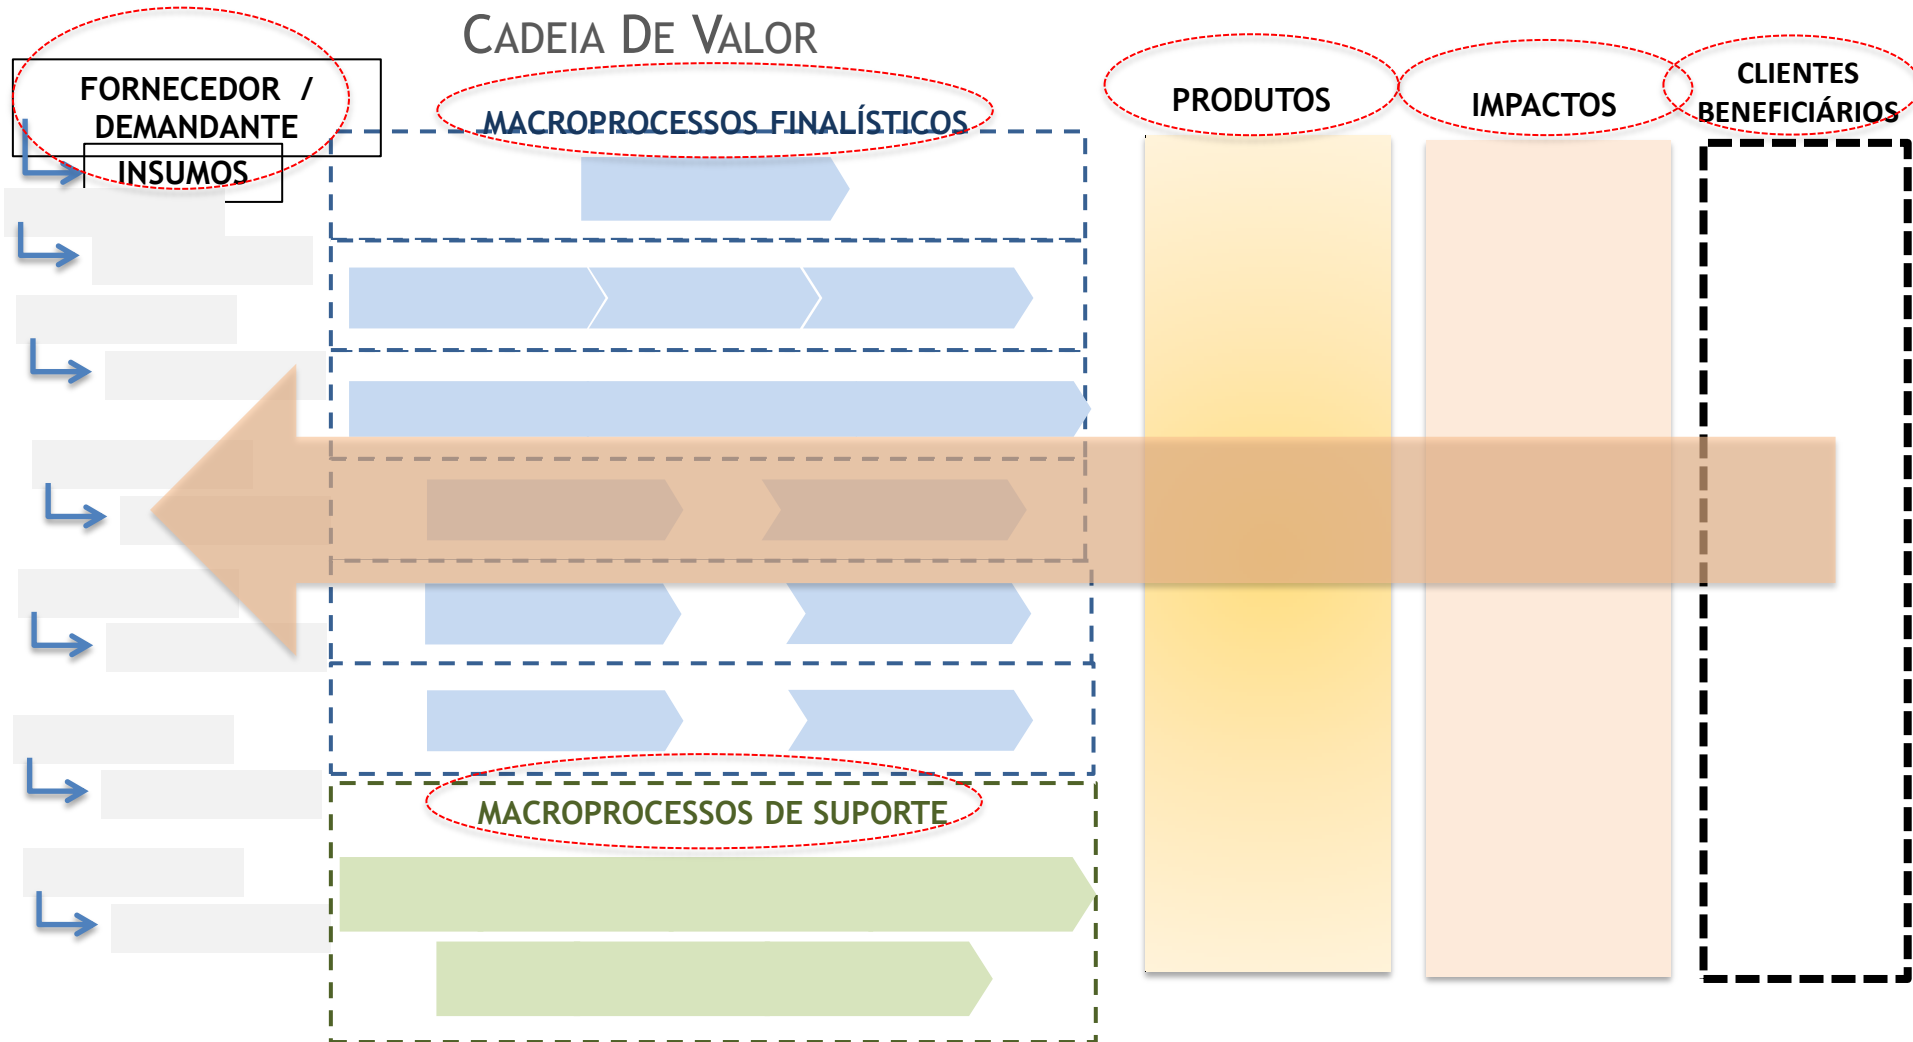 CADEIA DE VALOR
FORNECEDOR /
DEMANDANTE
INSUMOS
MACROPROCESSOS FINALÍSTICOS
PRODUTOS
IMPACTOS
CLIENTES
BENEFICIÁRIOS
MACROPROCESSOS DE SUPORTE